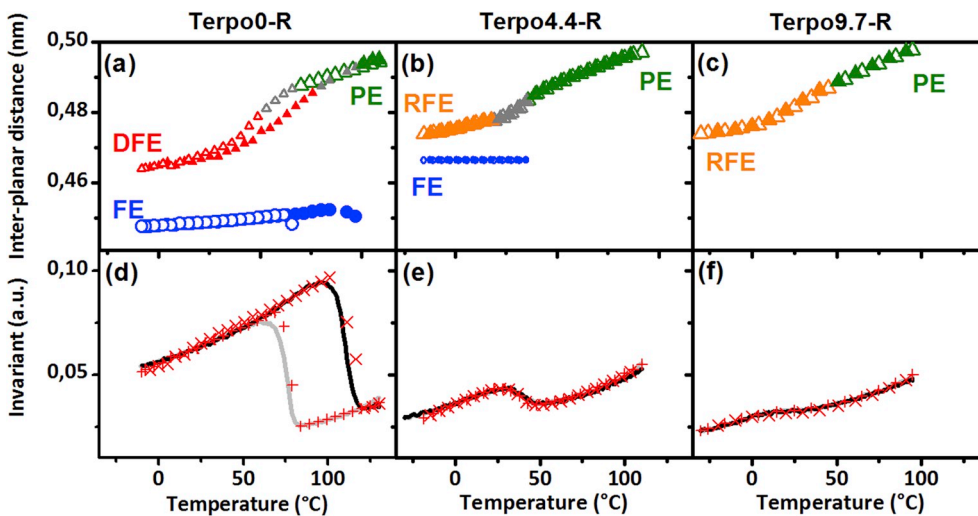 Terpo0-R
Terpo4.4-R
Terpo9.7-R
Inter-planar distance (nm)
0,50
0,48
0,46
(a)
PE
DFE
FE
(b)
RFE
PE
FE
(c)
PE
RFE
Invariant (a.u.)
0,10
0,05
(d)
(e)
(f)
0 50 100
0 50 100
0 50 100
Temperature (°C)
Temperature (°C)
Temperature (°C)